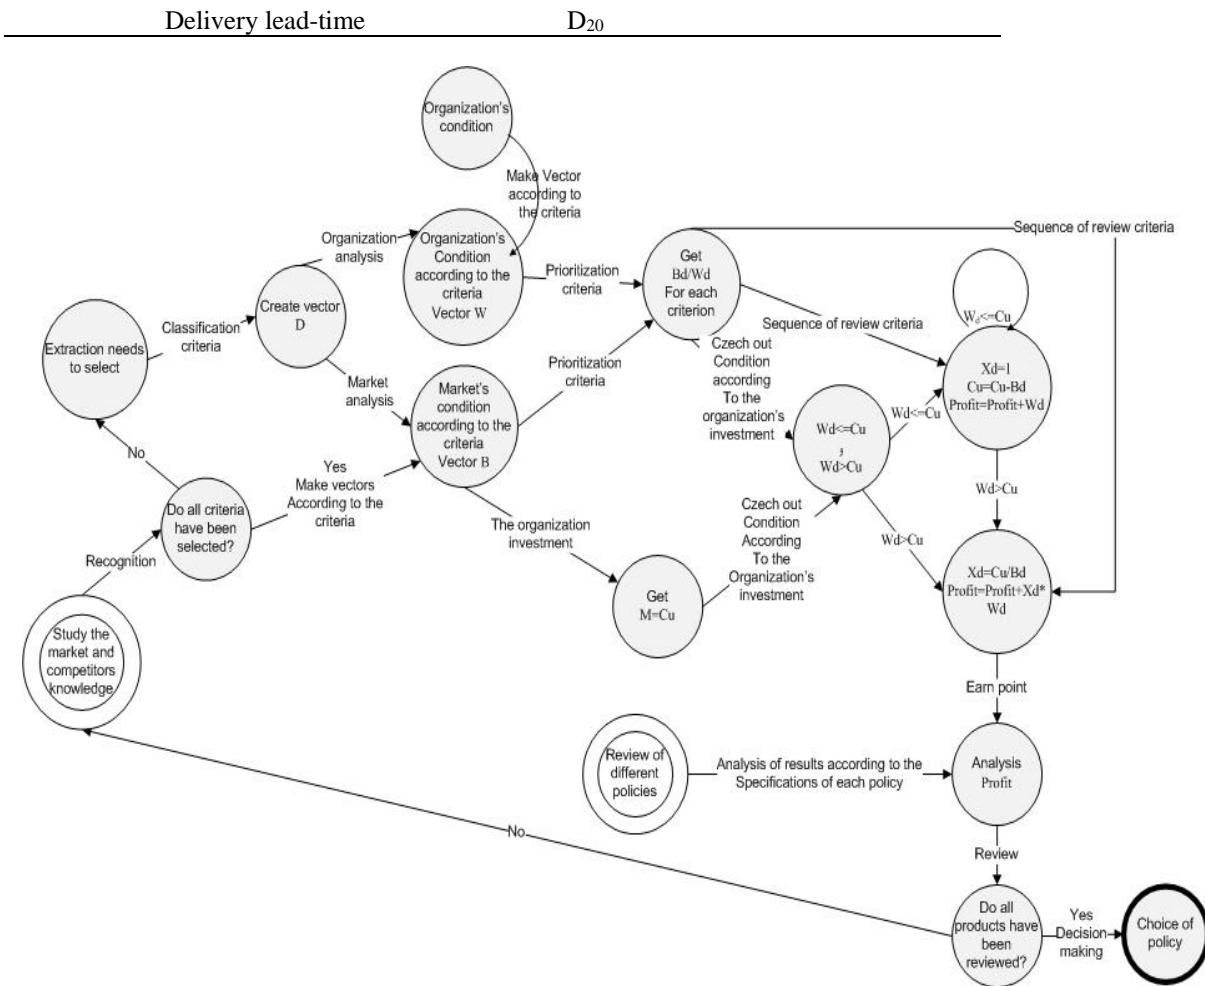 Delivery lead-time D20
Organization's
condition
Make Vector
according to
the criteria
Organization
analysis
Organization's
Condition
according to the
criteria
Vector W
Prioritization
criteria
Get
Bd/Wd
For each
criterion
Sequence of review criteria
Sequence of review criteria
Wd<=Cu
Create vector
D
Classification
criteria
Extraction needs
to select
Market
analysis
Market's
condition
according to the
criteria
Vector B
Prioritization
criteria
Czech out
Condition
according
To the
organization's
investment
Wd<=Cu
,
Wd>Cu
Wd<=Cu
Xd=1
Cu=Cu-Bd
Profit=Profit+Wd
Wd>Cu
Wd>Cu
No
Yes
Make vectors
According to the
criteria
Do all criteria
have been
selected?
Recognition
The organization
investment
Get
M=Cu
Czech out
Condition
According
To the
Organization's
investment
Xd=Cu/Bd
Profit=Profit+Xd*
Wd
Study the
market and
competitors
knowledge
Earn point
Review of
different
policies
Analysis of results according to the
Specifications of each policy
Analysis
Profit
No
Review
Do all
products have
been
reviewed?
Yes
Decision
making
Choice of
policy